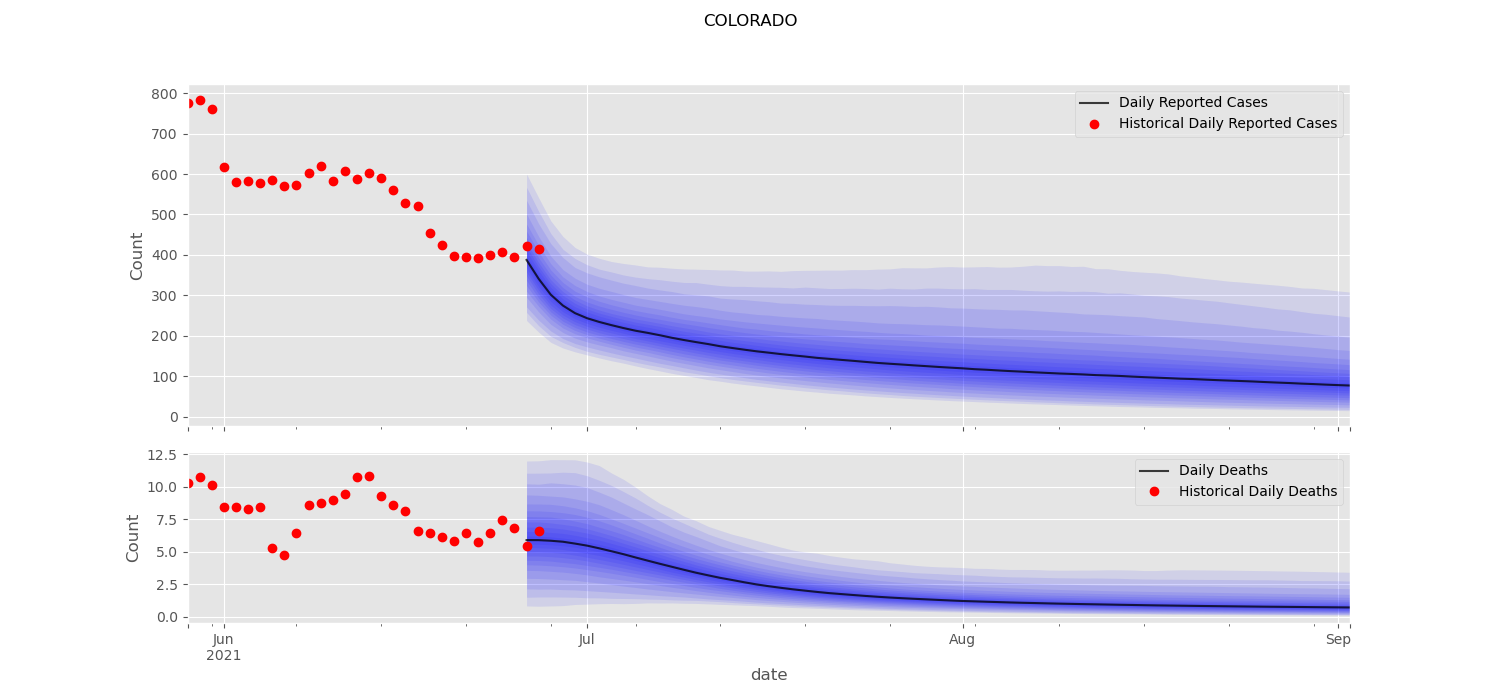 COLORADO
800
700
600
500
400
300
200
100
0
Count
Daily Reported Cases
Historical Daily Reported Cases
12.5
10.0
7.5
5.0
2.5
0.0
Count
Daily Deaths
Historical Daily Deaths
Jun Jul Aug Sep
2021
date